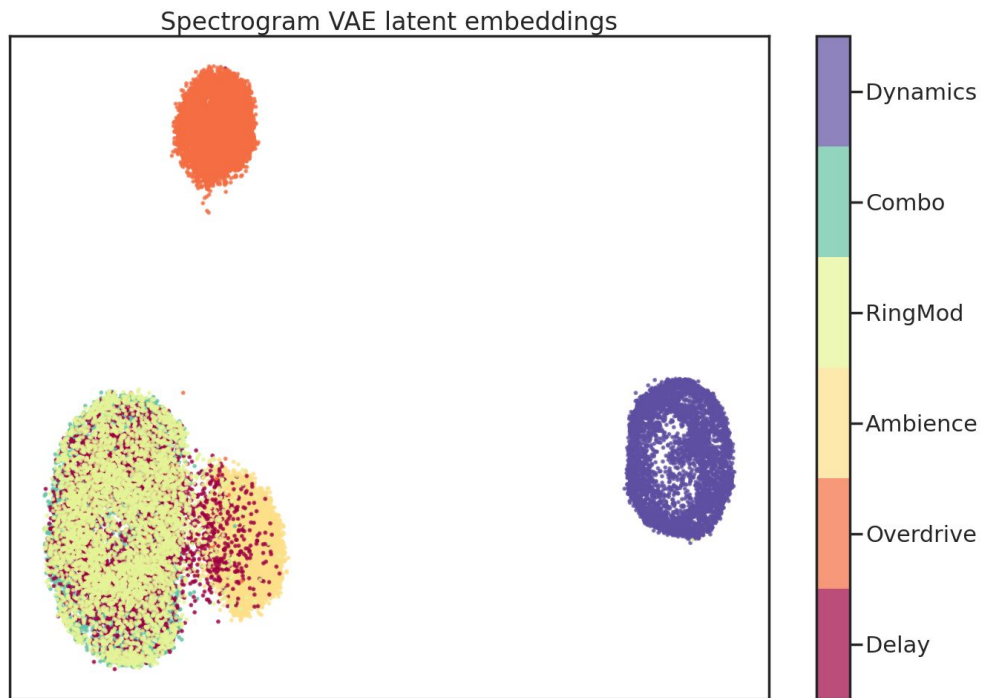 Spectrogram VAE latent embeddings
Dynamics
Combo
RingMod
Ambience
Overdrive
Delay